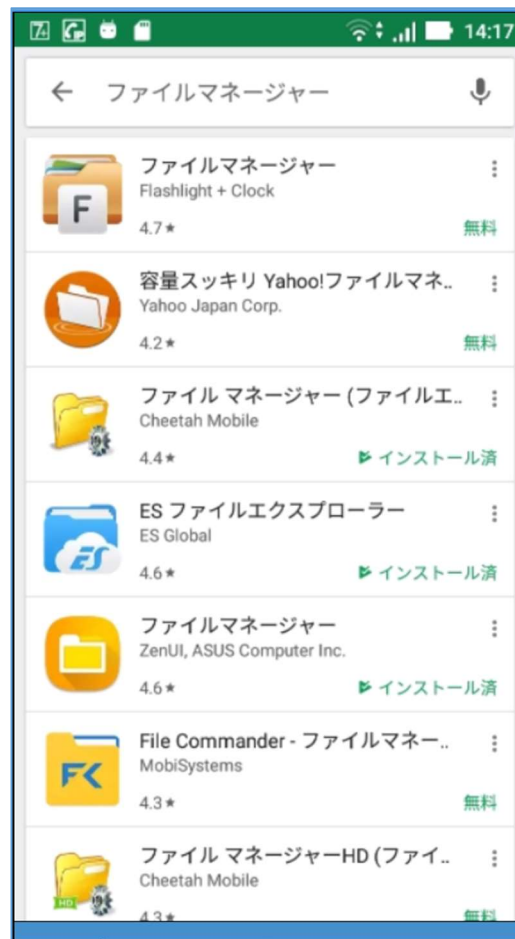 14:17
ファイルマネージャー
ファイルマネージャー
Flashlight + Clock
F
4.7★
無料
容量スッキリ Yahoo!ファイルマネ..
Yahoo Japan Corp.
4.2★
無料
ファイル マネージャー (ファイルエ..
Cheetah Mobile
4.4★
インストール済
ES ファイルエクスプローラー
ES Global
ES
4.6★
インストール済
ファイルマネージャー
ZenUI, ASUS Computer Inc.
4.6★
インストール済
File Commander - ファイルマネー..
MobiSystems
4.3★
無料
ファイル マネージャーHD (ファイ..
Cheetah Mobile
HD
4.3★
無料